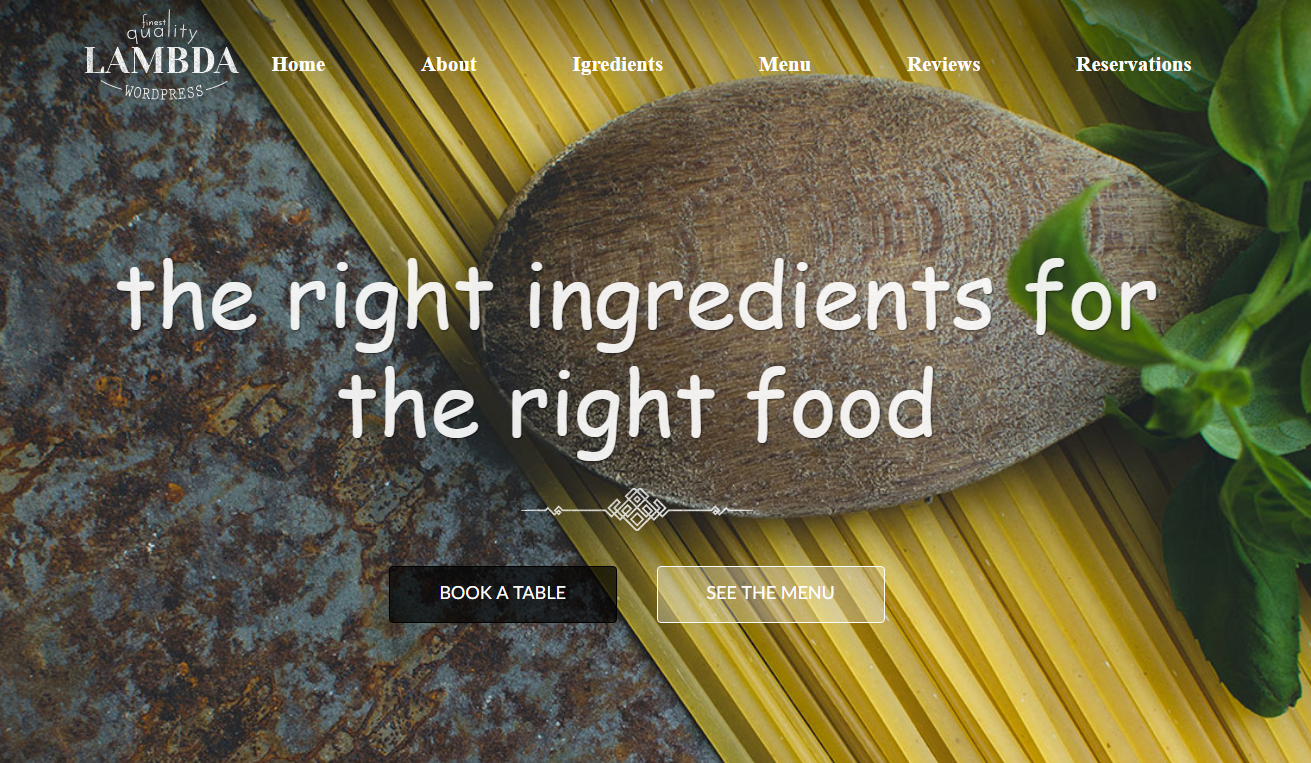 finest
quality
LAMBDA
WORDPRESS
Home About Igredients Menu Reviews Reservations
the right ingredients for
the right food
BOOK A TABLE SEE THE MENU